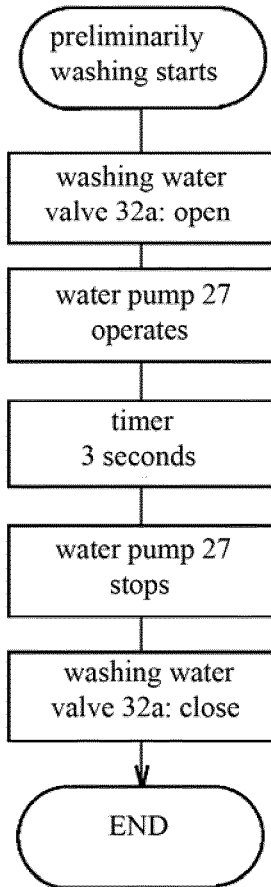 preliminarily
washing starts
washing water
valve 32a: open
water pump 27
operates
timer
3 seconds
water pump 27
stops
washing water
valve 32a: close
END